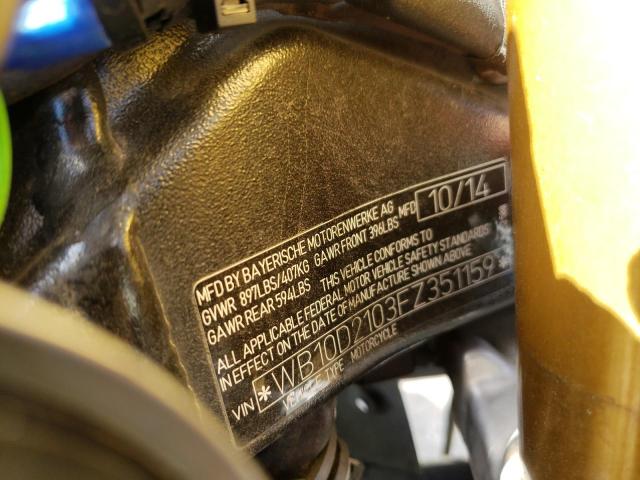 MFD BY BAYERISCHE MOTORENWERKE AG MFD 10/14
GVWR 897LBS/407KG GAWR FRONT 396LBS
GAWR REAR 594LBS THIS VEHICLE CONFORMS TO
ALL APPLICABLE FEDERAL MOTOR VEHICLE SAFETY STANDARDS
IN EFFECT ON THE DATE OF MANUFACTURE SHOWN ABOVE
VIN *WB10D2103FZ351159*
TYPE MOTORCYCLE